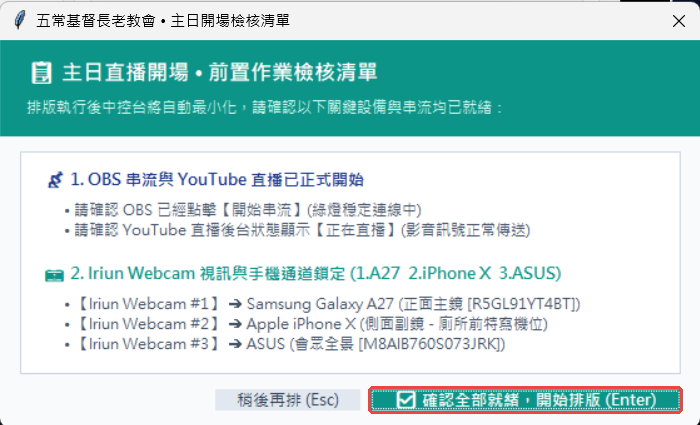 五常基督長老教會 • 主日開場檢核清單
主日直播開場 • 前置作業檢核清單
排版執行後中控台將自動最小化，請確認以下關鍵設備與串流均已就緒：
1. OBS 串流與 YouTube 直播已正式開始
• 請確認 OBS 已經點擊【開始串流】(綠燈穩定連線中)
• 請確認 YouTube 直播後台狀態顯示【正在直播】(影音訊號正常傳送)
2. Iriun Webcam 視訊與手機通道鎖定 (1.A27 2.iPhone X 3.ASUS)
• 【Iriun Webcam #1】 ➔ Samsung Galaxy A27 (正面主鏡 [R5GL91YT4BT])
• 【Iriun Webcam #2】 ➔ Apple iPhone X (側面副鏡 - 廁所前特寫機位)
• 【Iriun Webcam #3】 ➔ ASUS (會眾全景 [M8AIB760S073JRK])
稍後再排 (Esc)
確認全部就緒，開始排版 (Enter)